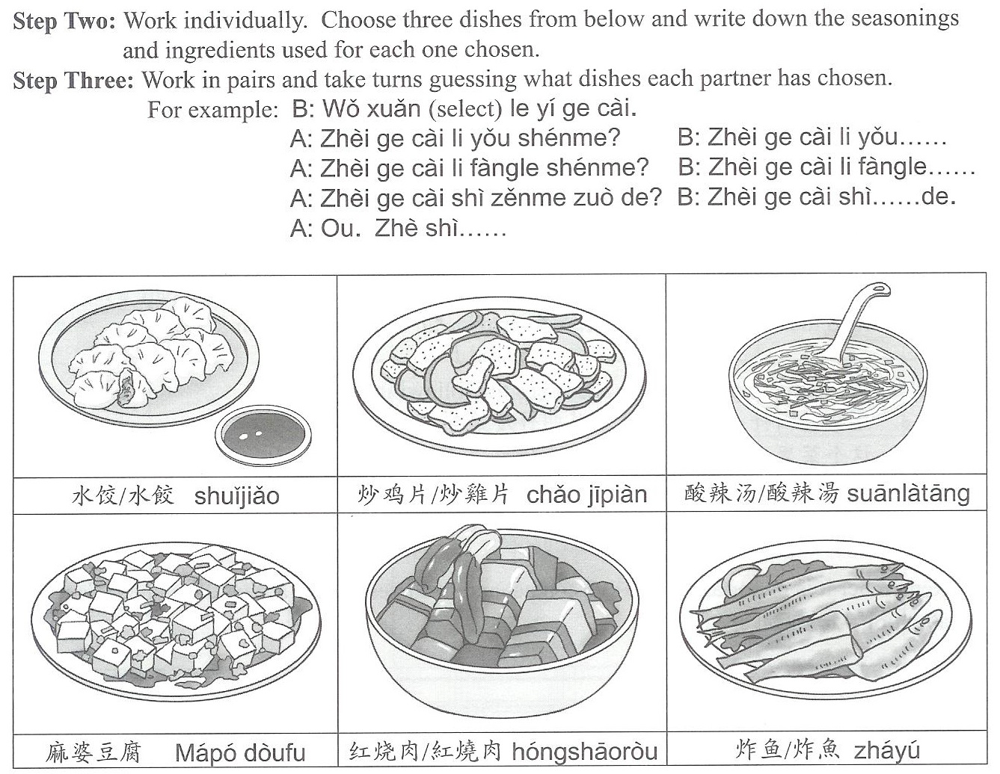 Step Two: Work individually. Choose three dishes from below and write down the seasonings
and ingredients used for each one chosen.
Step Three: Work in pairs and take turns guessing what dishes each partner has chosen.
For example: B: Wǒ xuǎn (select) le yí ge cài.
A: Zhèi ge cài li yǒu shénme? B: Zhèi ge cài li yǒu……
A: Zhèi ge cài li fàngle shénme? B: Zhèi ge cài li fàngle……
A: Zhèi ge cài shì zěnme zuò de? B: Zhèi ge cài shì……de.
A: Ou. Zhè shì……
水饺/水餃 shuǐjiǎo
炒鸡片/炒雞片 chǎo jīpiàn
酸辣汤/酸辣湯 suānlàtāng
麻婆豆腐 Mápó dòufu
红烧肉/紅燒肉 hóngshāoròu
炸鱼/炸魚 zháyú